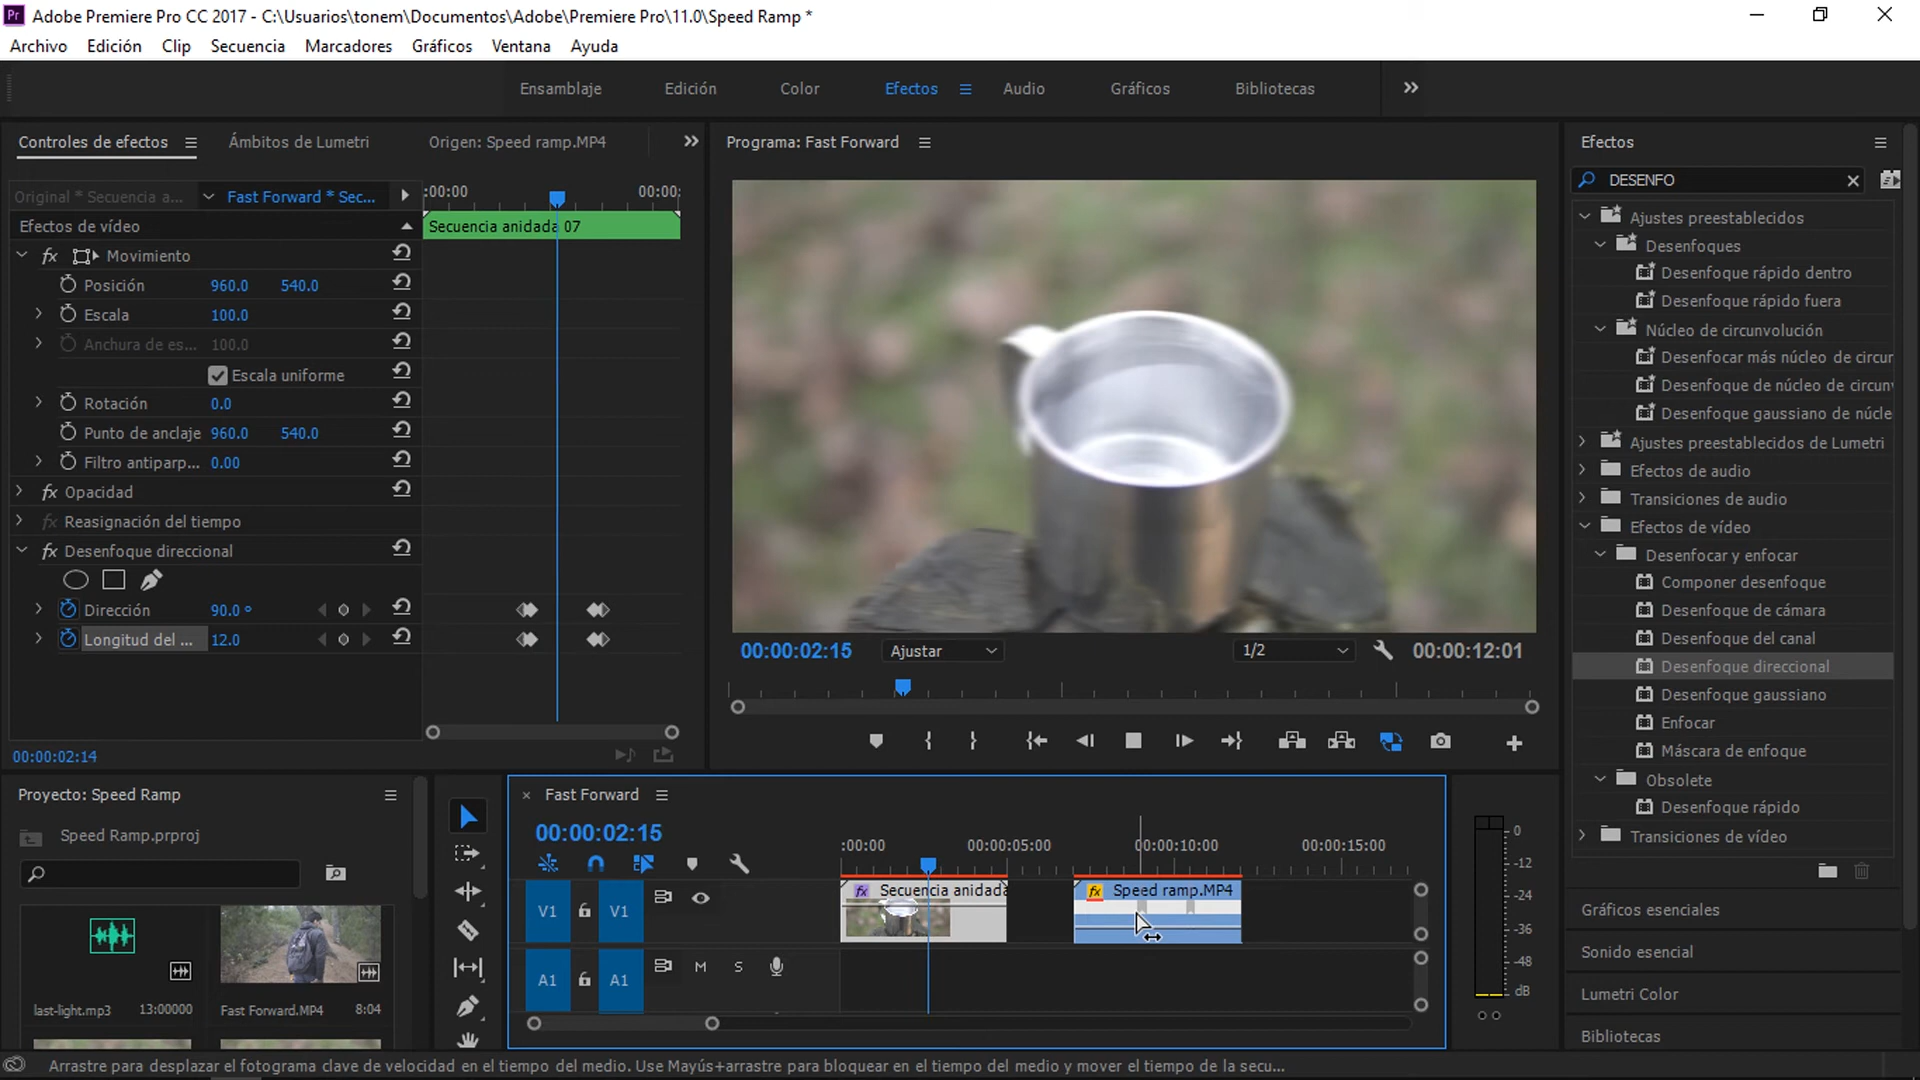 Adobe Premiere Pro CC 2017 - C:\Usuarios\tonem\Documentos\Adobe\Premiere Pro\11.0\Speed Ramp *
Archivo Edición Clip Secuencia Marcadores Gráficos Ventana Ayuda
Ensamblaje Edición Color Efectos Audio Gráficos Bibliotecas
Controles de efectos Ámbitos de Lumetri Origen: Speed ramp.MP4
Original * Secuencia a... Fast Forward * Sec...
:00:00 00:00:
Efectos de vídeo
Secuencia anidada 07
fx Movimiento
Posición 960.0 540.0
Escala 100.0
Anchura de es... 100.0
Escala uniforme
Rotación 0.0
Punto de anclaje 960.0 540.0
Filtro antiparp... 0.00
fx Opacidad
fx Reasignación del tiempo
fx Desenfoque direccional
Dirección 90.0 º
Longitud del ... 12.0
00:00:02:14
Programa: Fast Forward
00:00:02:15 Ajustar 1/2 00:00:12:01
Efectos
DESENFO
Ajustes preestablecidos
Desenfoques
Desenfoque rápido dentro
Desenfoque rápido fuera
Núcleo de circunvolución
Desenfocar más núcleo de circur
Desenfoque de núcleo de circun
Desenfoque gaussiano de núcle
Ajustes preestablecidos de Lumetri
Efectos de audio
Transiciones de audio
Efectos de vídeo
Desenfocar y enfocar
Componer desenfoque
Desenfoque de cámara
Desenfoque del canal
Desenfoque direccional
Desenfoque gaussiano
Enfocar
Máscara de enfoque
Obsolete
Desenfoque rápido
Transiciones de vídeo
Gráficos esenciales
Sonido esencial
Lumetri Color
Bibliotecas
Proyecto: Speed Ramp
Speed Ramp.prproj
last-light.mp3 13:00000
Fast Forward.MP4 8:04
× Fast Forward
00:00:02:15
:00:00 00:00:05:00 00:00:10:00 00:00:15:00
V1 V1
fx Secuencia anidada
fx Speed ramp.MP4
A1 A1 M S
0
-12
-24
-36
-48
dB
Arrastre para desplazar el fotograma clave de velocidad en el tiempo del medio. Use Mayús+arrastre para bloquear en el tiempo del medio y mover el tiempo de la secu...